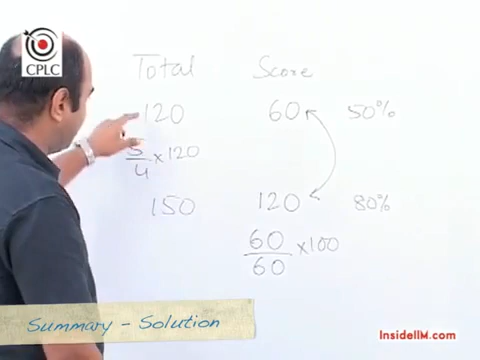 CPLC
Total Score
120 60 50%
5/4 x 120
150 120 80%
60/60 x 100
Summary - Solution
InsideIIM.com